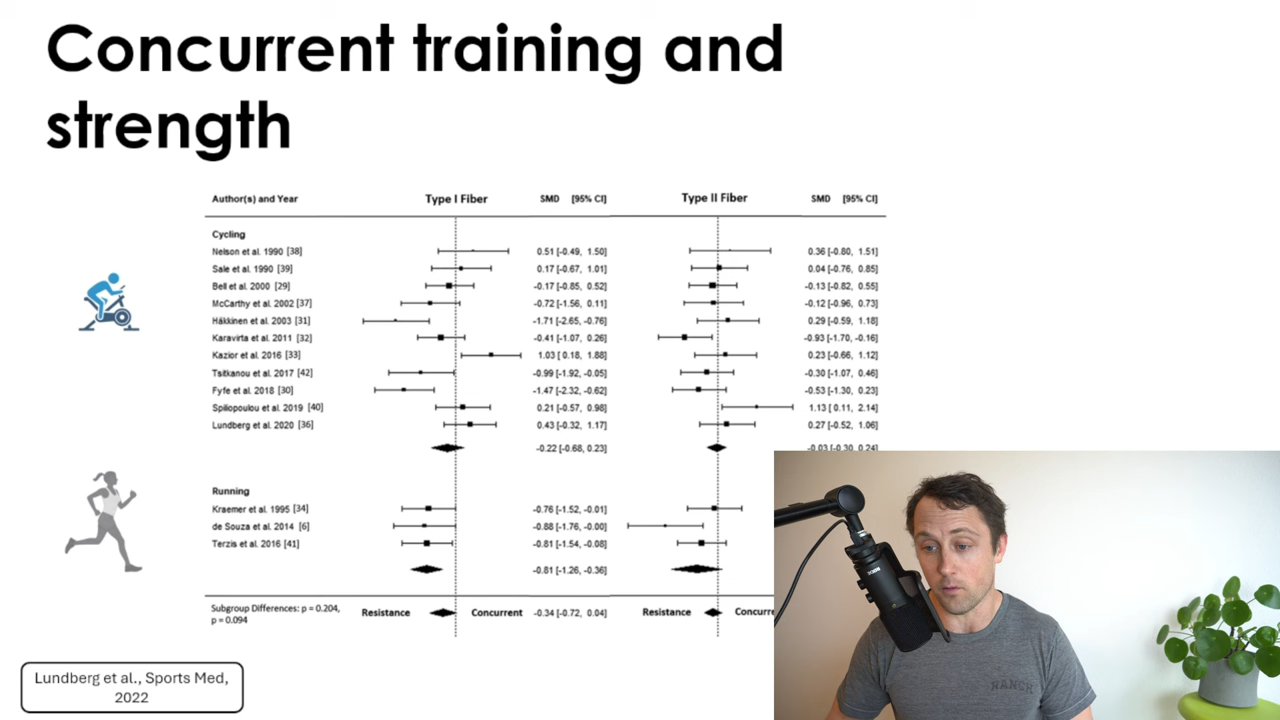 Concurrent training and
strength
Author(s) and Year Type I Fiber SMD [95% CI] Type II Fiber SMD [95% CI]
Cycling
Nelson et al. 1990 [38] 0.51 [-0.49, 1.50] 0.36 [-0.80, 1.51]
Sale et al. 1990 [39] 0.17 [-0.67, 1.01] 0.04 [-0.76, 0.85]
Bell et al. 2000 [29] -0.17 [-0.85, 0.52] -0.13 [-0.82, 0.55]
McCarthy et al. 2002 [37] -0.72 [-1.56, 0.11] -0.12 [-0.96, 0.73]
Häkkinen et al. 2003 [31] -1.71 [-2.65, -0.76] 0.29 [-0.59, 1.18]
Karavirta et al. 2011 [32] -0.41 [-1.07, 0.26] -0.93 [-1.70, -0.16]
Kazior et al. 2016 [33] 1.03 [ 0.18, 1.88] 0.23 [-0.66, 1.12]
Tsitkanou et al. 2017 [42] -0.99 [-1.92, -0.05] -0.30 [-1.07, 0.46]
Fyfe et al. 2018 [30] -1.47 [-2.32, -0.62] -0.53 [-1.30, 0.23]
Spiliopoulou et al. 2019 [40] 0.21 [-0.57, 0.98] 1.13 [ 0.11, 2.14]
Lundberg et al. 2020 [36] 0.43 [-0.32, 1.17] 0.27 [-0.52, 1.06]
-0.22 [-0.68, 0.23] -0.03 [-0.30, 0.24]
Running
Kraemer et al. 1995 [34] -0.76 [-1.52, -0.01]
de Souza et al. 2014 [6] -0.88 [-1.76, -0.00]
Terzis et al. 2016 [41] -0.81 [-1.54, -0.08]
-0.81 [-1.26, -0.36]
Subgroup Differences: p = 0.204,
p = 0.094
Resistance Concurrent -0.34 [-0.72, 0.04] Resistance
Lundberg et al., Sports Med,
2022
RANCH